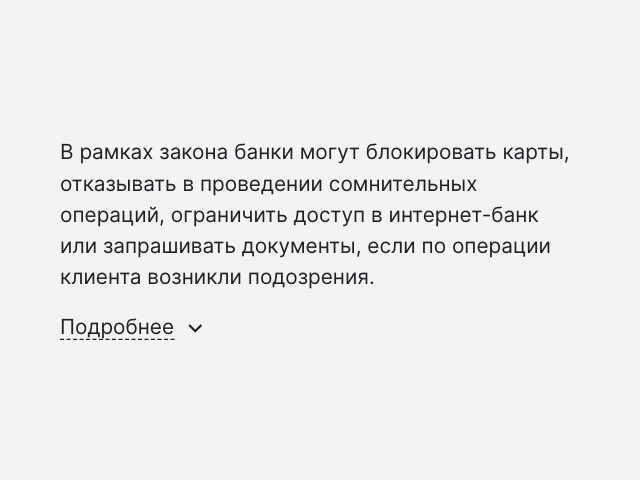 В рамках закона банки могут блокировать карты,
отказывать в проведении сомнительных
операций, ограничить доступ в интернет-банк
или запрашивать документы, если по операции
клиента возникли подозрения.
Подробнее